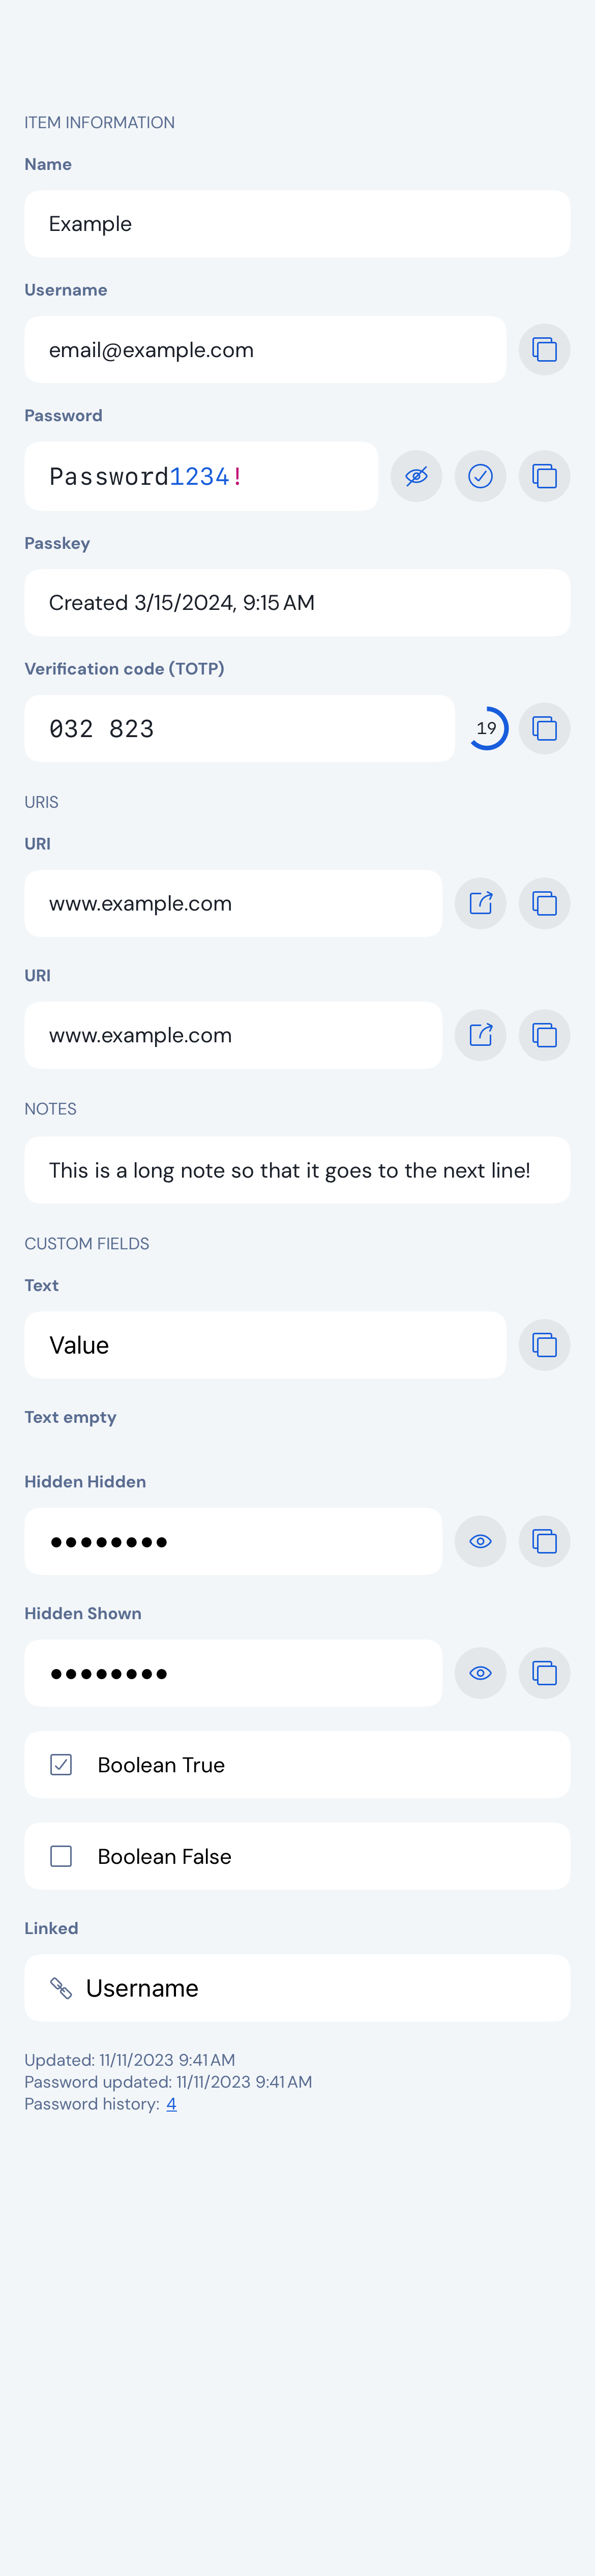 ITEM INFORMATION
Name
Example
Username
email@example.com
Password
Password1234!
Passkey
Created 3/15/2024, 9:15 AM
Verification code (TOTP)
032 823
19
URIS
URI
www.example.com
URI
www.example.com
NOTES
This is a long note so that it goes to the next line!
CUSTOM FIELDS
Text
Value
Text empty
Hidden Hidden
••••••••
Hidden Shown
••••••••
Boolean True
Boolean False
Linked
Username
Updated: 11/11/2023 9:41 AM
Password updated: 11/11/2023 9:41 AM
Password history: 4